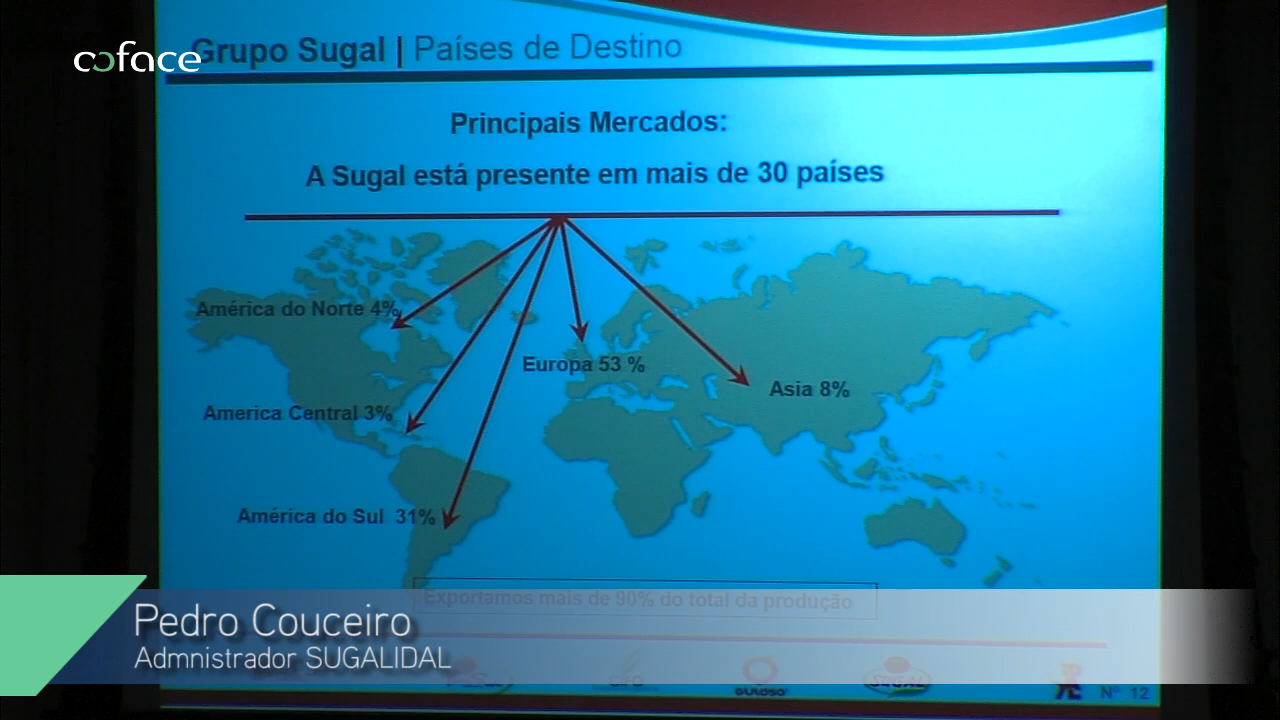 coface
Grupo Sugal | Países de Destino
Principais Mercados:
A Sugal está presente em mais de 30 países
América do Norte 4%
Europa 53 %
Asia 8%
America Central 3%
América do Sul 31%
Exportamos mais de 90% do total da produção
Pedro Couceiro
Admnistrador SUGALIDAL
GULOSO
SUGAL
Nº 12